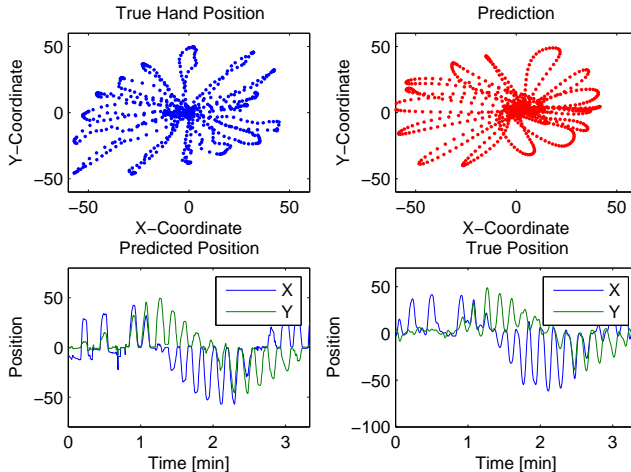 True Hand Position
Prediction
50
0
−50
Y−Coordinate
−50 0 50
X−Coordinate
50
0
−50
Y−Coordinate
−50 0 50
X−Coordinate
Predicted Position
True Position
50
0
−50
Position
0 1 2 3
Time [min]
X
Y
50
0
−50
−100
Position
0 1 2 3
Time [min]
X
Y